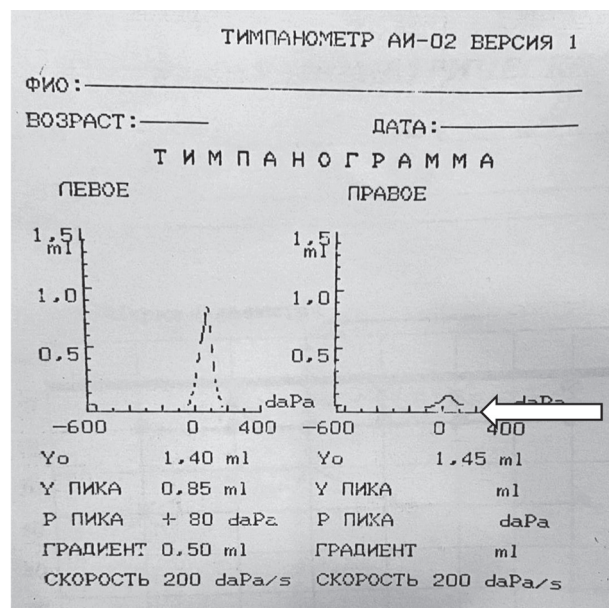 ТИМПАНОМЕТР АИ-02 ВЕРСИЯ 1
ФИО:
ВОЗРАСТ: ДАТА:
ТИМПАНОГРАММА
ЛЕВОЕ ПРАВОЕ
1,5 1,5
ml ml
1,0 1,0
0,5 0,5
daPa daPa
-600 0 400 -600 0 400
Yo 1,40 ml Yo 1,45 ml
Y ПИКА 0,85 ml Y ПИКА ml
P ПИКА + 80 daPa P ПИКА daPa
ГРАДИЕНТ 0,50 ml ГРАДИЕНТ ml
СКОРОСТЬ 200 daPa/s СКОРОСТЬ 200 daPa/s